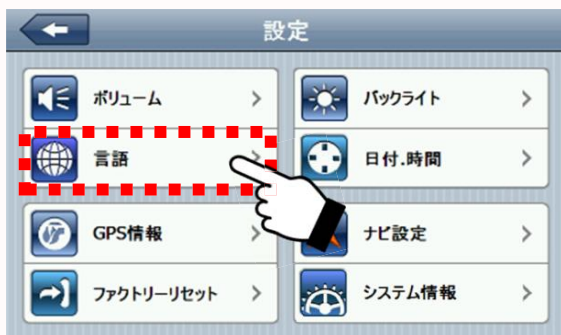 設定
ボリューム
バックライト
言語
日付.時間
GPS情報
ナビ設定
ファクトリーリセット
システム情報